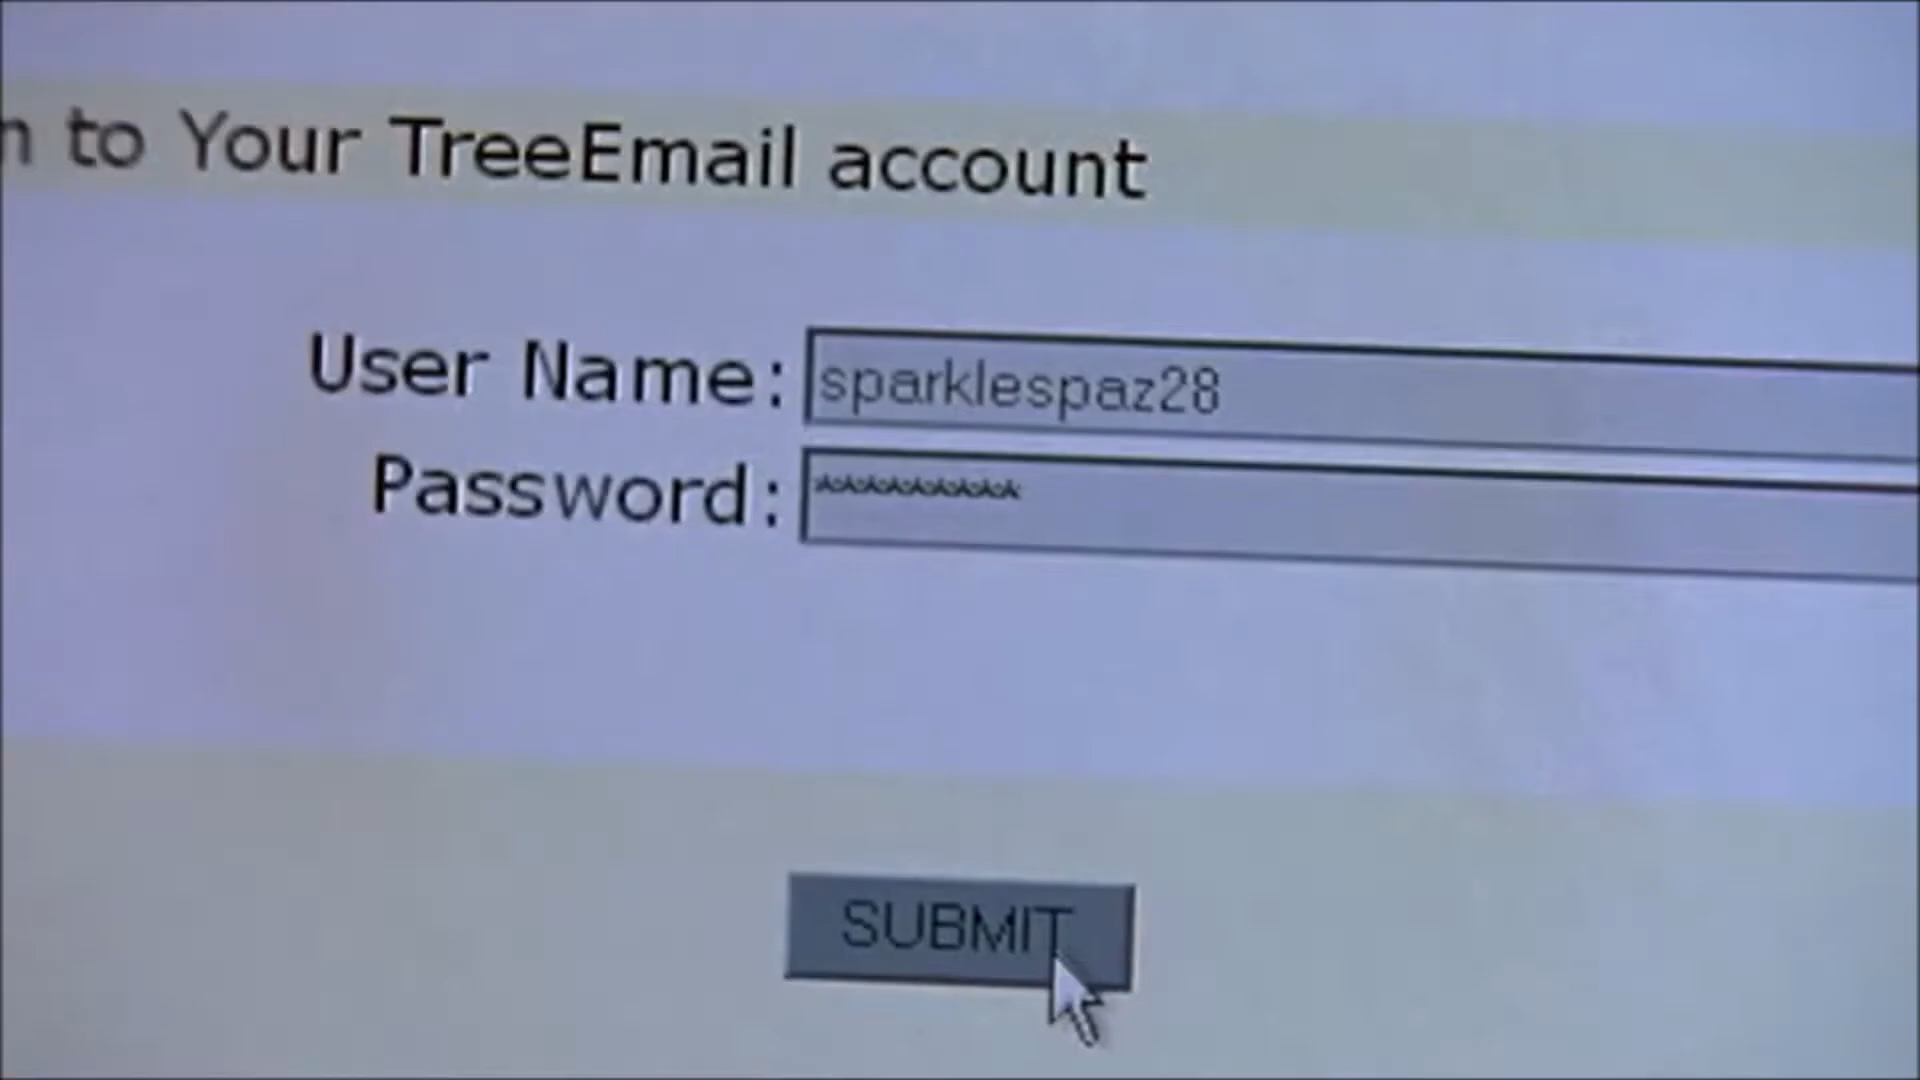 n to Your TreeEmail account
User Name: sparklespaz28
Password: **********
SUBMIT